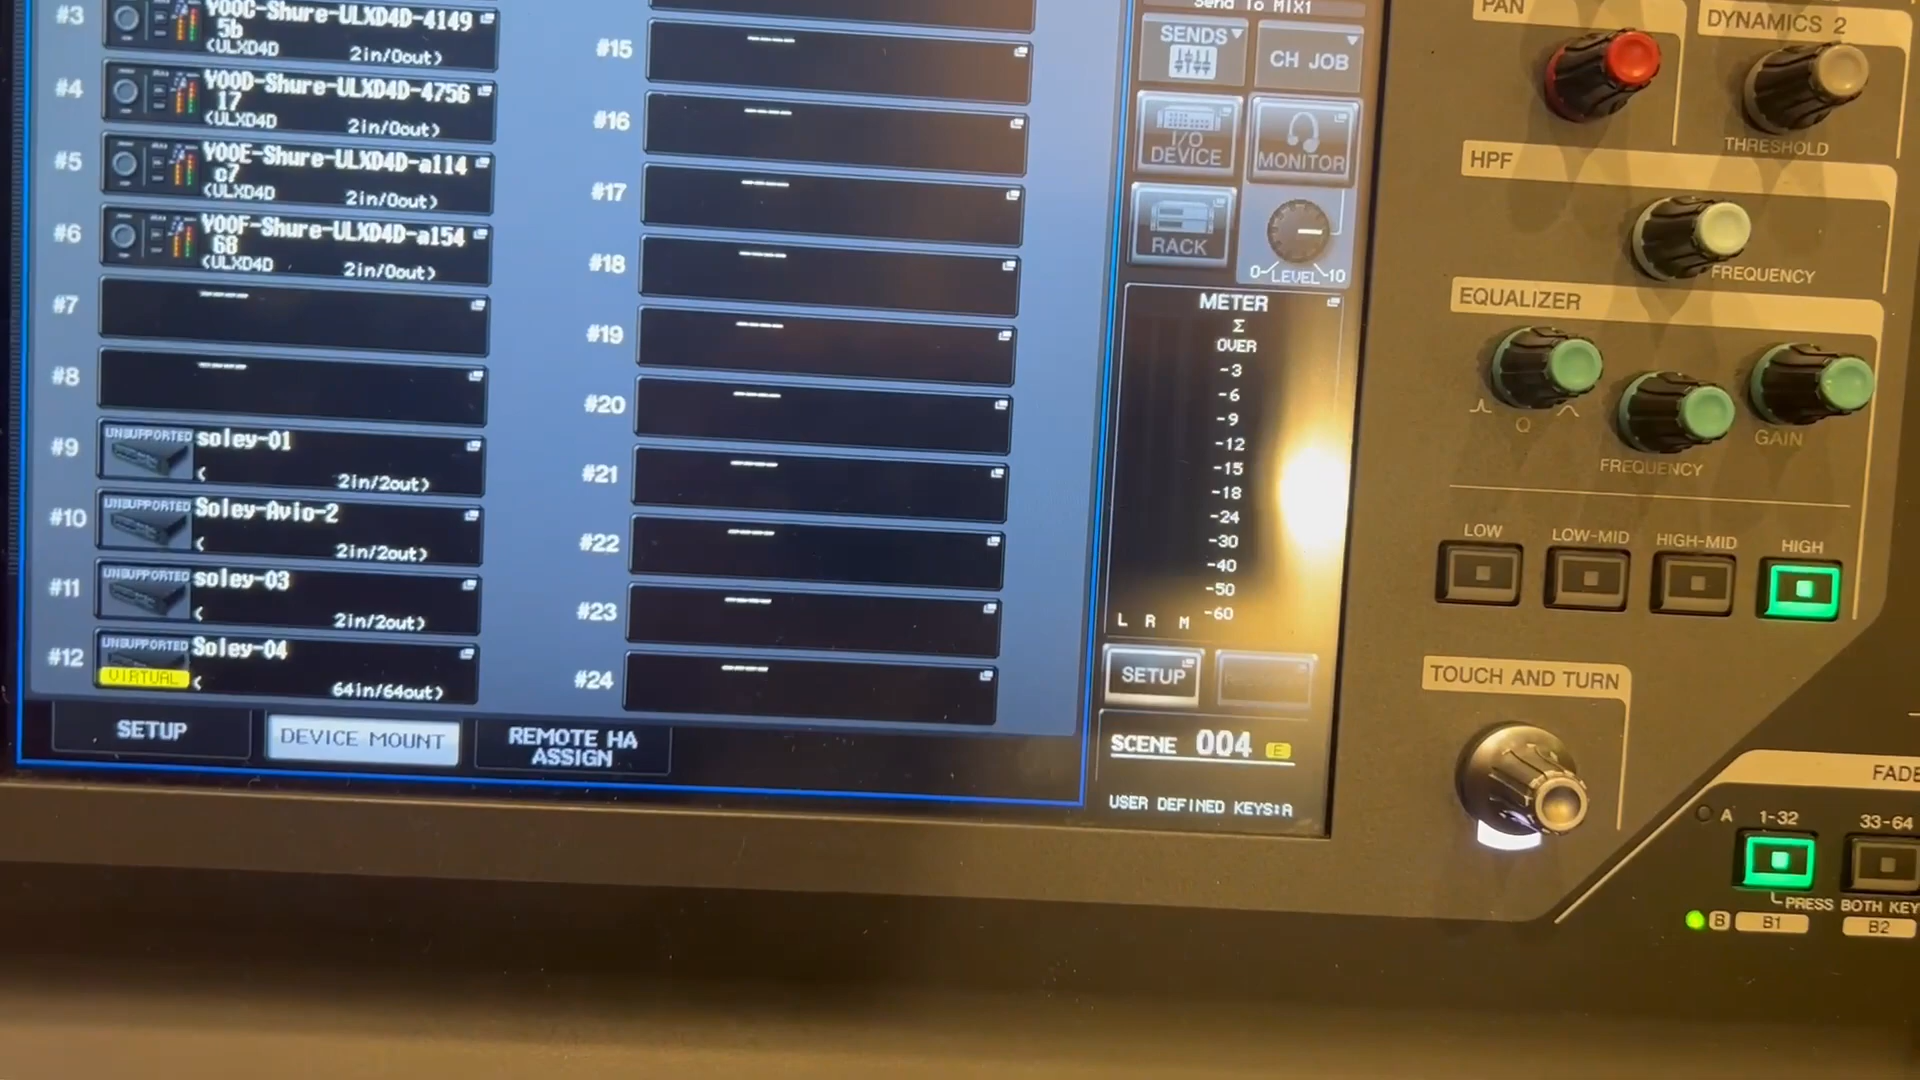 #3
Y00C-Shure-ULXD4D-4149
5b
<ULXD4D 2in/0out>
#4
Y00D-Shure-ULXD4D-4756
17
<ULXD4D 2in/0out>
#5
Y00E-Shure-ULXD4D-a114
c7
<ULXD4D 2in/0out>
#6
Y00F-Shure-ULXD4D-a154
68
<ULXD4D 2in/0out>
#7
----
#8
----
#9
UNSUPPORTED
soley-01
< 2in/2out>
#10
UNSUPPORTED
Soley-Avio-2
< 2in/2out>
#11
UNSUPPORTED
soley-03
< 2in/2out>
#12
UNSUPPORTED
VIRTUAL
Soley-04
< 64in/64out>
#15
----
#16
----
#17
----
#18
----
#19
----
#20
----
#21
----
#22
----
#23
----
#24
----
SETUP
DEVICE MOUNT
REMOTE HA
ASSIGN
Send To MIX1
SENDS
CH JOB
I/O
DEVICE
MONITOR
RACK
0 LEVEL 10
METER
Σ
OVER
-3
-6
-9
-12
-15
-18
-24
-30
-40
-50
-60
L R M
SETUP
SCENE 004 E
USER DEFINED KEYS:A
PAN
DYNAMICS 2
THRESHOLD
HPF
FREQUENCY
EQUALIZER
Q
FREQUENCY
GAIN
LOW
LOW-MID
HIGH-MID
HIGH
TOUCH AND TURN
A
1-32
33-64
PRESS BOTH KEY
B
B1
B2